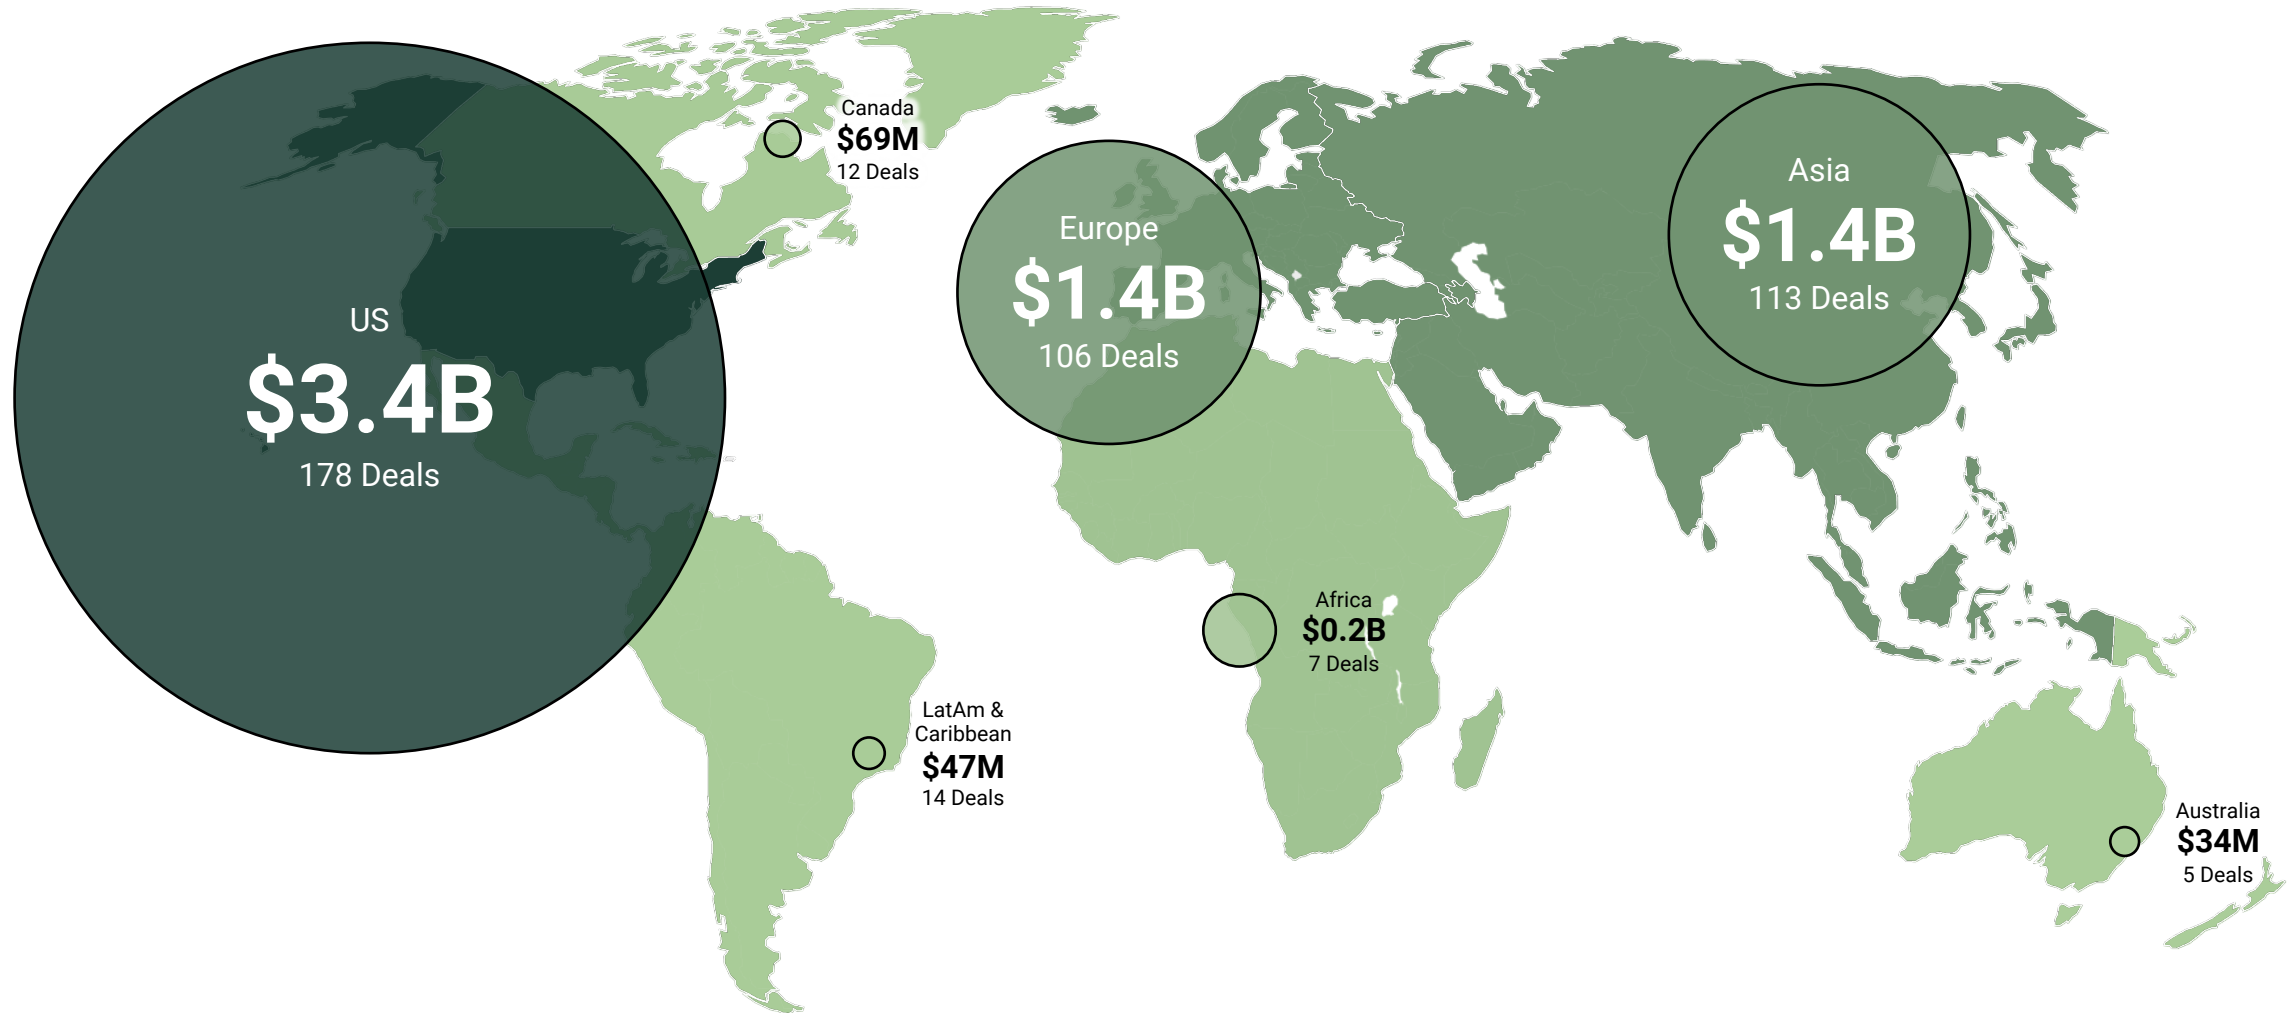 US
$3.4B
178 Deals
Canada
$69M
12 Deals
Europe
$1.4B
106 Deals
Asia
$1.4B
113 Deals
Africa
$0.2B
7 Deals
LatAm &
Caribbean
$47M
14 Deals
Australia
$34M
5 Deals